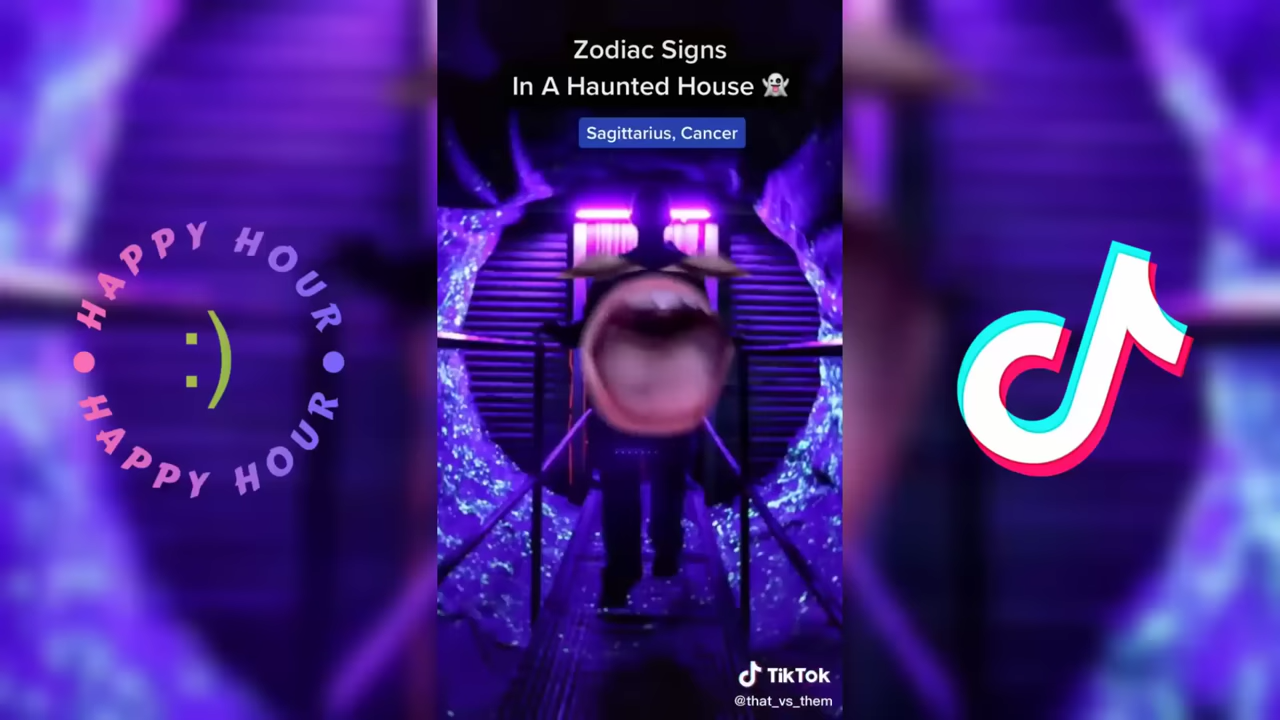 Zodiac Signs
In A Haunted House 👻
Sagittarius, Cancer
HAPPY HOUR
:)
HAPPY HOUR
TikTok
@that_vs_them